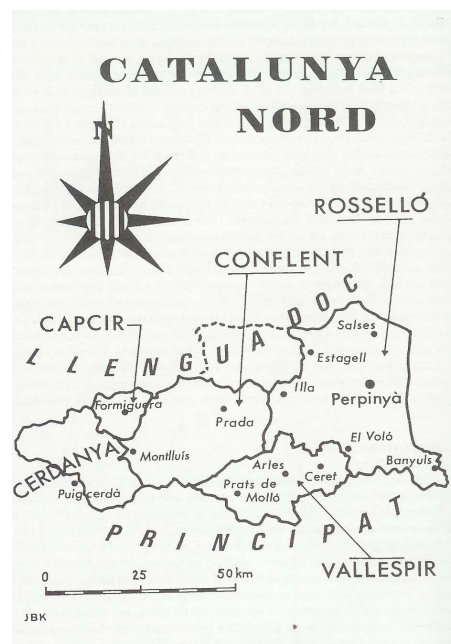 CATALUNYA
NORD
N
ROSSELLÓ
CONFLENT
CAPCIR
LLENGUADOC
Salses
Estagell
Illa
Perpinyà
Formiguera
Prada
CERDANYA
Montlluís
El Voló
Banyuls
Arles
Ceret
Puigcerdà
Prats de
Molló
PRINCIPAT
VALLESPIR
0 25 50 km
JBK